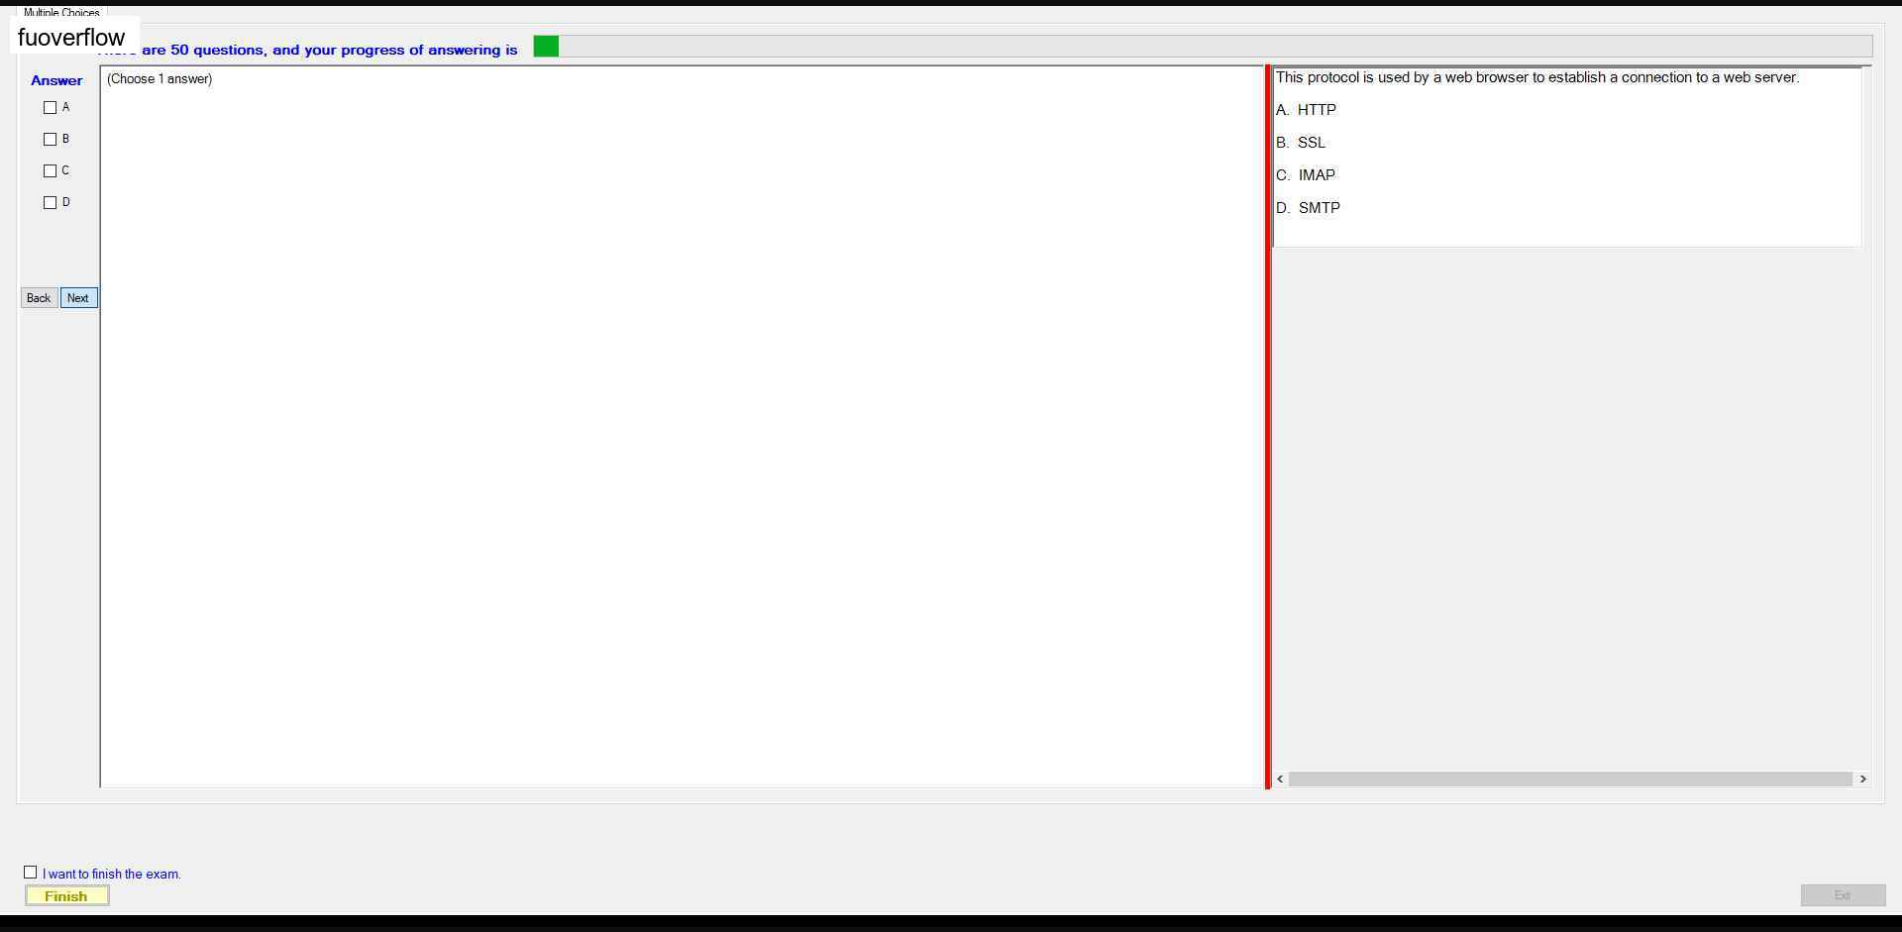 Multiple Choices
fuoverflow
are 50 questions, and your progress of answering is
Answer
(Choose 1 answer)
A
B
C
D
Back Next
This protocol is used by a web browser to establish a connection to a web server.
A. HTTP
B. SSL
C. IMAP
D. SMTP
I want to finish the exam.
Finish
Exit